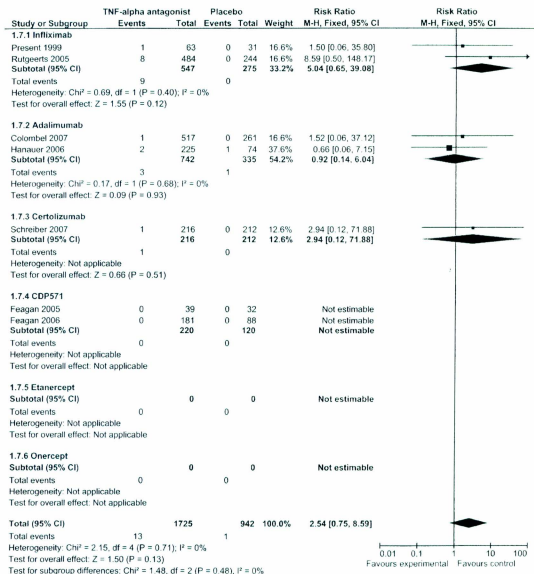 TNF-alpha antagonist Placebo Risk Ratio Risk Ratio
Study or Subgroup Events Total Events Total Weight M-H, Fixed, 95% CI M-H, Fixed, 95% CI
1.7.1 Infliximab
Present 1999 1 63 0 31 16.6% 1.50 [0.06, 35.80]
Rutgeerts 2005 8 484 0 244 16.6% 8.59 [0.50, 148.17]
Subtotal (95% CI) 547 275 33.2% 5.04 [0.65, 39.08]
Total events 9 0
Heterogeneity: Chi² = 0.69, df = 1 (P = 0.40); I² = 0%
Test for overall effect: Z = 1.55 (P = 0.12)
1.7.2 Adalimumab
Colombel 2007 1 517 0 261 16.6% 1.52 [0.06, 37.12]
Hanauer 2006 2 225 1 74 37.6% 0.66 [0.06, 7.15]
Subtotal (95% CI) 742 335 54.2% 0.92 [0.14, 6.04]
Total events 3 1
Heterogeneity: Chi² = 0.17, df = 1 (P = 0.68); I² = 0%
Test for overall effect: Z = 0.09 (P = 0.93)
1.7.3 Certolizumab
Schreiber 2007 1 216 0 212 12.6% 2.94 [0.12, 71.88]
Subtotal (95% CI) 216 212 12.6% 2.94 [0.12, 71.88]
Total events 1 0
Heterogeneity: Not applicable
Test for overall effect: Z = 0.66 (P = 0.51)
1.7.4 CDP571
Feagan 2005 0 39 0 32 Not estimable
Feagan 2006 0 181 0 88 Not estimable
Subtotal (95% CI) 220 120 Not estimable
Total events 0 0
Heterogeneity: Not applicable
Test for overall effect: Not applicable
1.7.5 Etanercept
Subtotal (95% CI) 0 0 Not estimable
Total events 0 0
Heterogeneity: Not applicable
Test for overall effect: Not applicable
1.7.6 Onercept
Subtotal (95% CI) 0 0 Not estimable
Total events 0 0
Heterogeneity: Not applicable
Test for overall effect: Not applicable
Total (95% CI) 1725 942 100.0% 2.54 [0.75, 8.59]
Total events 13 1
Heterogeneity: Chi² = 2.15, df = 4 (P = 0.71); I² = 0%
Test for overall effect: Z = 1.50 (P = 0.13)
Test for subgroup differences: Chi² = 1.48, df = 2 (P = 0.48), I² = 0%
0.01 0.1 1 10 100
Favours experimental Favours control